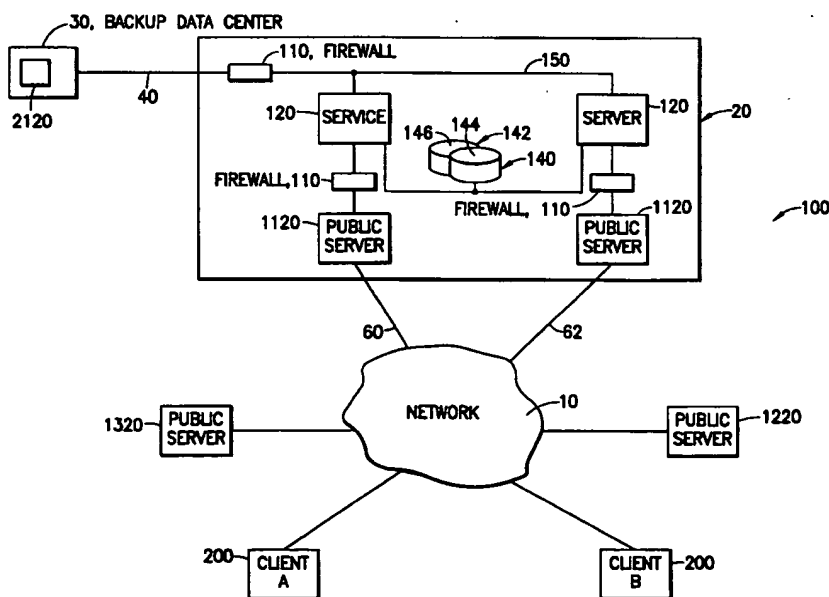 30, BACKUP DATA CENTER
110, FIREWALL
150
2120
40
120
SERVICE
146
144
142
140
SERVER
120
20
FIREWALL,110
FIREWALL,
110
1120
1120
PUBLIC
SERVER
PUBLIC
SERVER
100
60
62
NETWORK
10
1320
PUBLIC
SERVER
PUBLIC
SERVER
1220
200
CLIENT
A
CLIENT
B
200